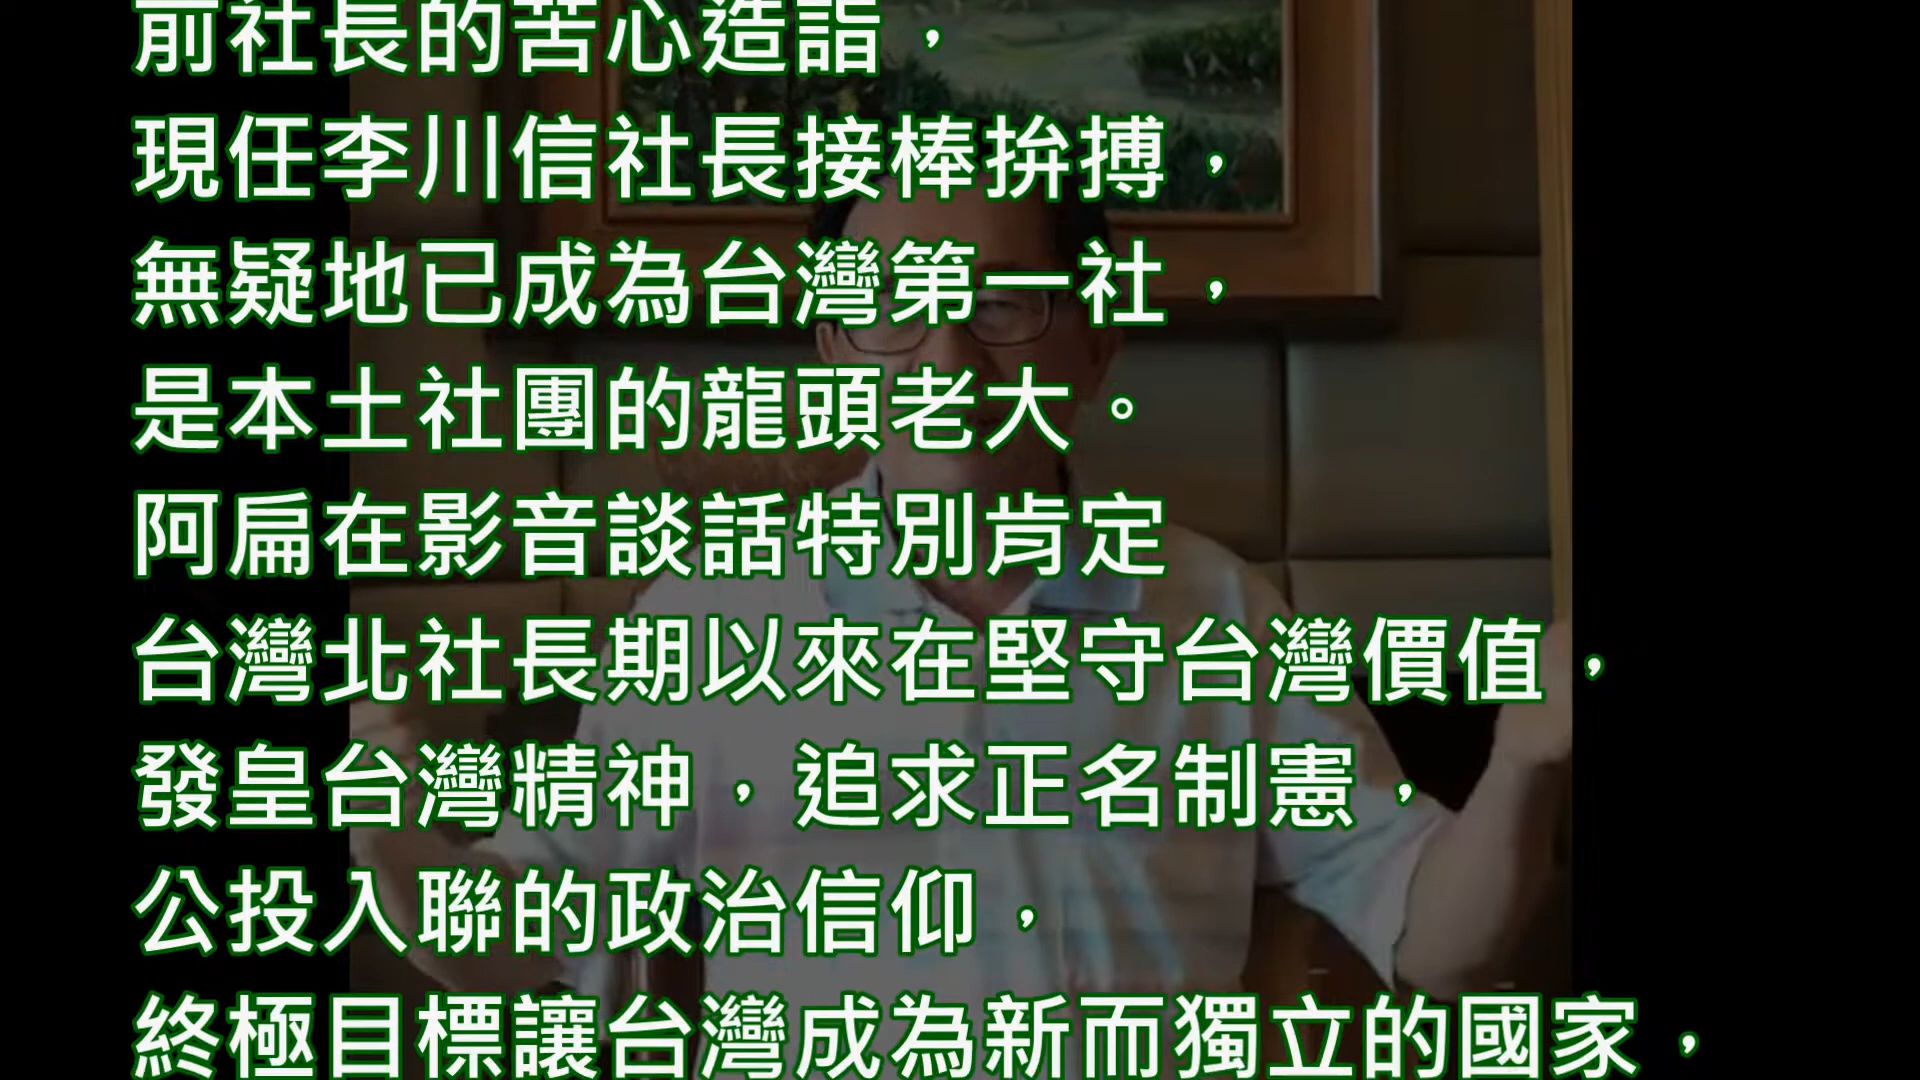 前社長的苦心造詣，
現任李川信社長接棒拚搏，
無疑地已成為台灣第一社，
是本土社團的龍頭老大。
阿扁在影音談話特別肯定
台灣北社長期以來在堅守台灣價值，
發皇台灣精神，追求正名制憲，
公投入聯的政治信仰，
終極目標讓台灣成為新而獨立的國家，